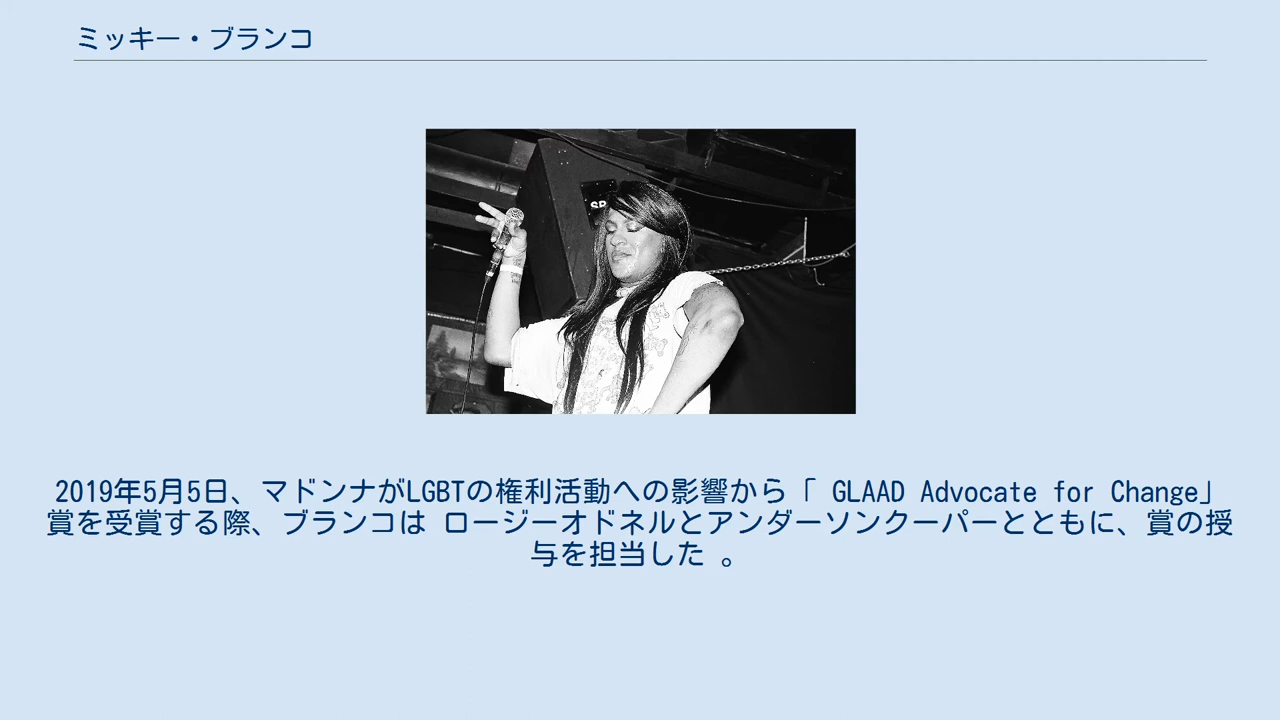 ミッキー・ブランコ
SP
2019年5月5日、マドンナがLGBTの権利活動への影響から「 GLAAD Advocate for Change」
賞を受賞する際、ブランコは ロージーオドネルとアンダーソンクーパーとともに、賞の授
与を担当した 。